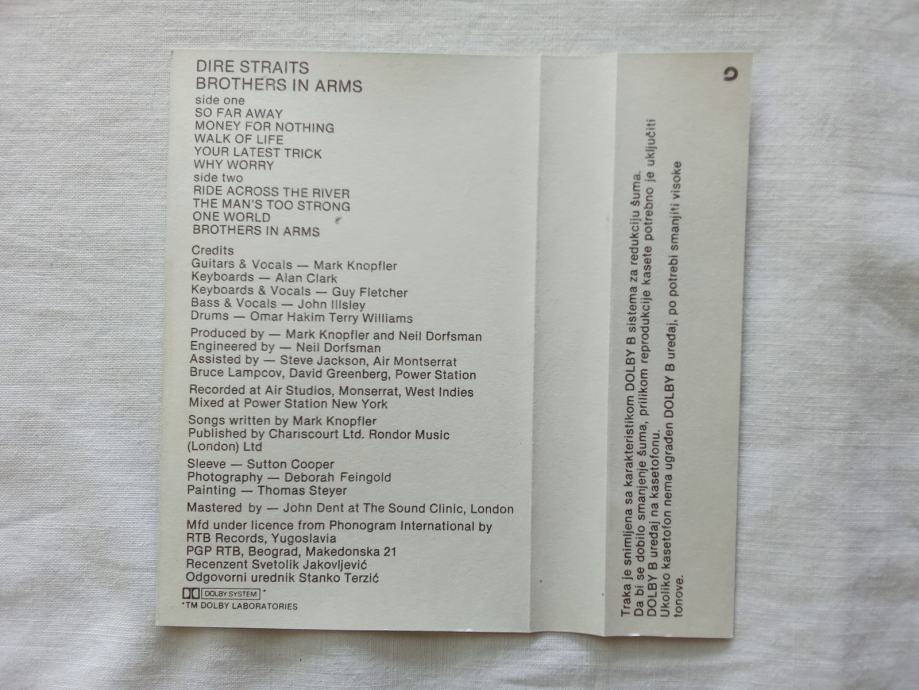 DIRE STRAITS
BROTHERS IN ARMS
side one
SO FAR AWAY
MONEY FOR NOTHING
WALK OF LIFE
YOUR LATEST TRICK
WHY WORRY
side two
RIDE ACROSS THE RIVER
THE MAN'S TOO STRONG
ONE WORLD
BROTHERS IN ARMS
Credits
Guitars & Vocals — Mark Knopfler
Keyboards — Alan Clark
Keyboards & Vocals — Guy Fletcher
Bass & Vocals — John Illsley
Drums — Omar Hakim Terry Williams
Produced by — Mark Knopfler and Neil Dorfsman
Engineered by — Neil Dorfsman
Assisted by — Steve Jackson, Air Montserrat
Bruce Lampcov, David Greenberg, Power Station
Recorded at Air Studios, Monserrat, West Indies
Mixed at Power Station New York
Songs written by Mark Knopfler
Published by Chariscourt Ltd. Rondor Music
(London) Ltd
Sleeve — Sutton Cooper
Photography — Deborah Feingold
Painting — Thomas Steyer
Mastered by — John Dent at The Sound Clinic, London
Mfd under licence from Phonogram International by
RTB Records, Yugoslavia
PGP RTB, Beograd, Makedonska 21
Recenzent Svetolik Jakovljević
Odgovorni urednik Stanko Terzić
DOLBY SYSTEM *
*TM DOLBY LABORATORIES
Traka je snimljena sa karakteristikom DOLBY B sistema za redukciju šuma.
Da bi se dobilo smanjenje šuma, prilikom reprodukcije kasete potrebno je uključiti
DOLBY B uređaj na kasetofonu.
Ukoliko kasetofon nema ugrađen DOLBY B uređaj, po potrebi smanjiti visoke
tonove.